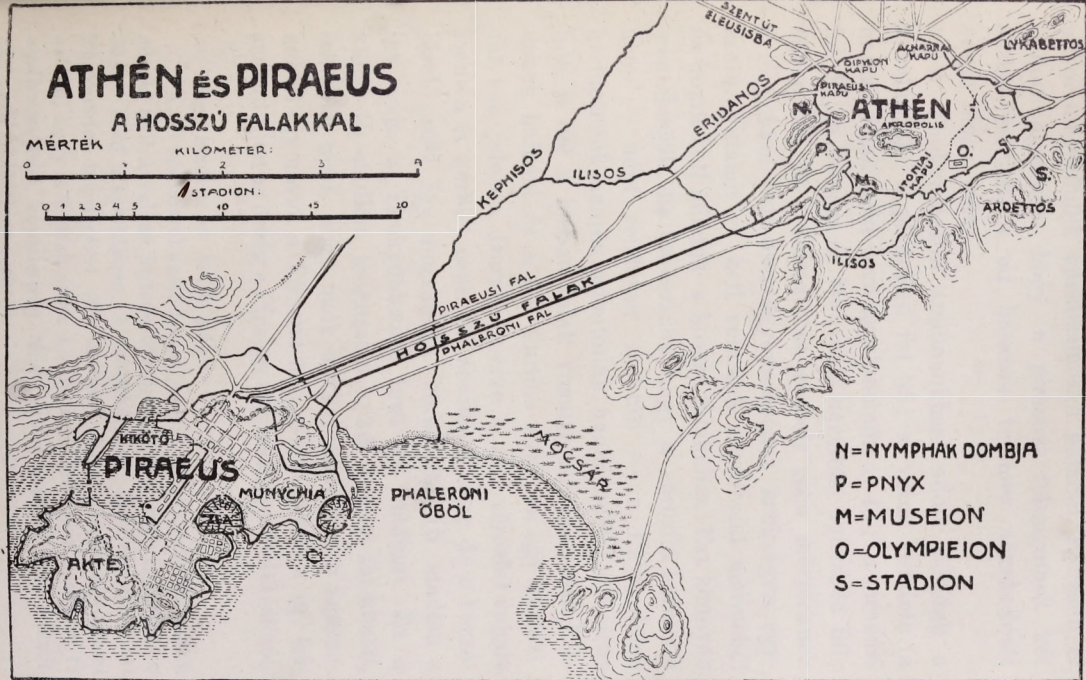 ATHÉN ÉS PIRAEUS
A HOSSZÚ FALAKKAL
MÉRTÉK
KILOMÉTER:
0 1 2 3 4
STADION:
0 1 2 3 4 5 10 15 20
SZENT ÚT
ELEUSISBA
DIPYLON
KAPU
ACHARNAI
KAPU
LYKABETTOS
PIRAEUSI
KAPU
ATHÉN
AKROPOLIS
N.
P.
M.
O.
S.
ITONIA
KAPU
ARDETTOS
ERIDANOS
KEPHISOS
ILISOS
ILISOS
PIRAEUSI FAL
HOSSZÚ FALAK
PHALERONI FAL
KIKÖTŐ
PIRAEUS
MUNYCHIA
ZEA
AKTÉ
PHALERONI
ÖBÖL
MOCSÁR
N=NYMPHÁK DOMBJA
P=PNYX
M=MUSEION
O=OLYMPIEION
S=STADION